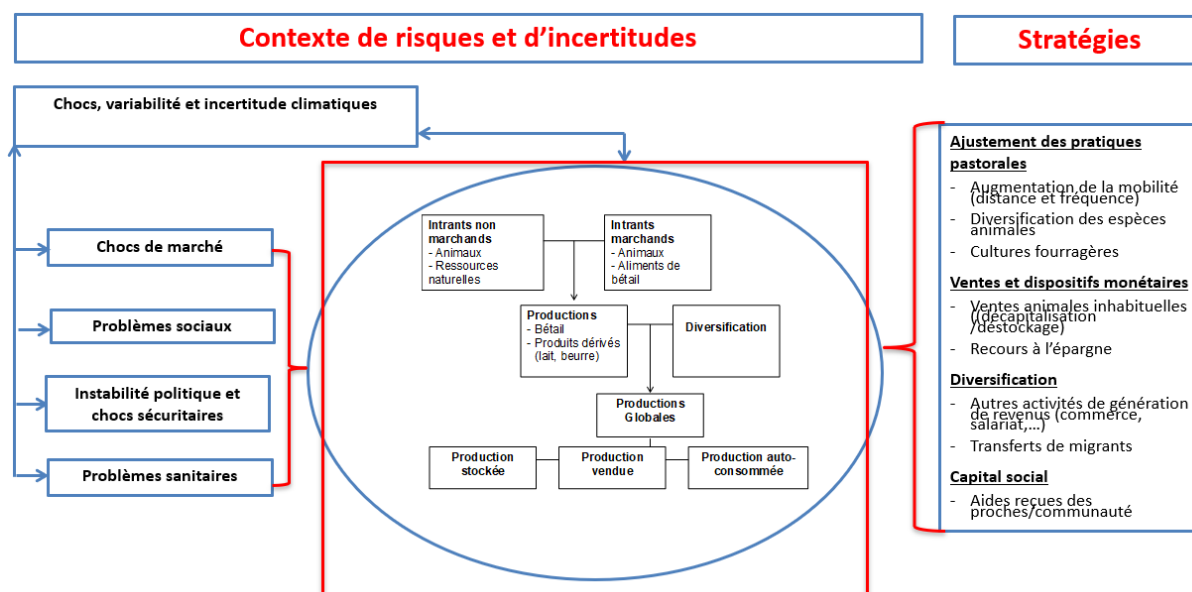 Contexte de risques et d'incertitudes
Stratégies
Chocs, variabilité et incertitude climatiques
Chocs de marché
Problèmes sociaux
Instabilité politique et
chocs sécuritaires
Problèmes sanitaires
Intrants non
marchands
- Animaux
- Ressources
naturelles
Intrants
marchands
- Animaux
- Aliments de
bétail
Productions
- Bétail
- Produits dérivés
(lait, beurre)
Diversification
Productions
Globales
Production
stockée
Production
vendue
Production auto-
consommée
Ajustement des pratiques
pastorales
- Augmentation de la mobilité
(distance et fréquence)
- Diversification des espèces
animales
- Cultures fourragères
Ventes et dispositifs monétaires
- Ventes animales inhabituelles
((décapitalisation
/déstockage)
- Recours à l'épargne
Diversification
- Autres activités de génération
de revenus (commerce,
salariat,...)
- Transferts de migrants
Capital social
- Aides reçues des
proches/communauté